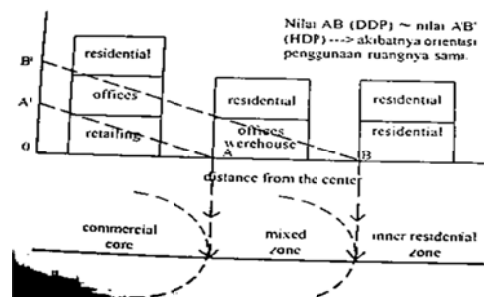 Nilai AB (DDP) ~ nilai A'B'
(HDP) ---> akibatnya orientasi
penggunaan ruangnya sami.
B'
A'
0
residential
offices
retailing
residential
offices
werehouse
residential
residential
A
B
distance from the center
commercial
core
mixed
zone
inner residential
zone